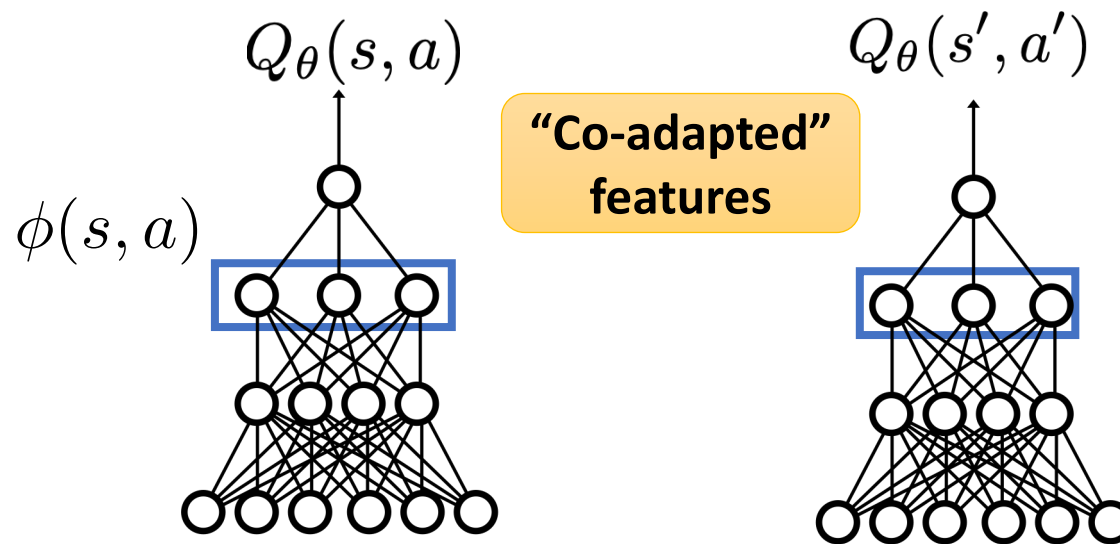 Q_θ(s, a)
Q_θ(s′, a′)
“Co-adapted”
features
ϕ(s, a)